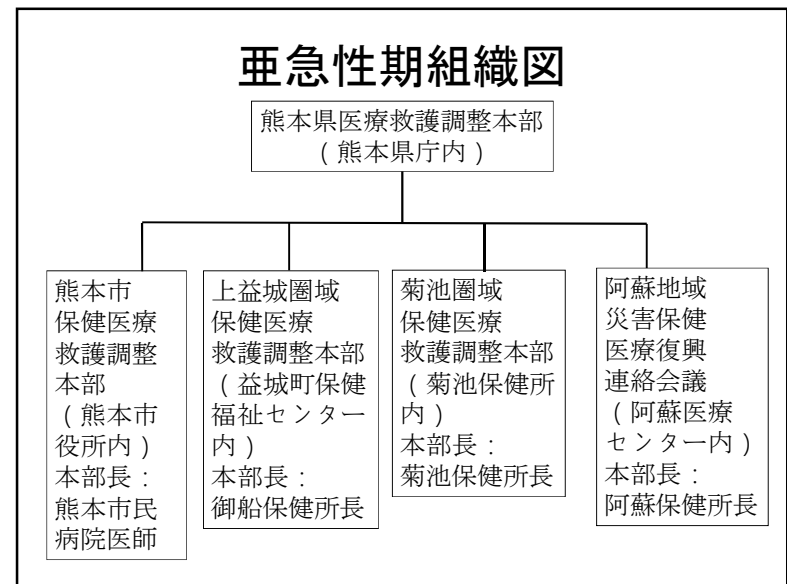 亜急性期組織図
熊本県医療救護調整本部
（熊本県庁内）
熊本市
保健医療
救護調整
本部
（熊本市
役所内）
本部長：
熊本市民
病院医師
上益城圏域
保健医療
救護調整本部
（益城町保健
福祉センター
内）
本部長：
御船保健所長
菊池圏域
保健医療
救護調整本部
（菊池保健所
内）
本部長：
菊池保健所長
阿蘇地域
災害保健
医療復興
連絡会議
（阿蘇医療
センター内）
本部長：
阿蘇保健所長